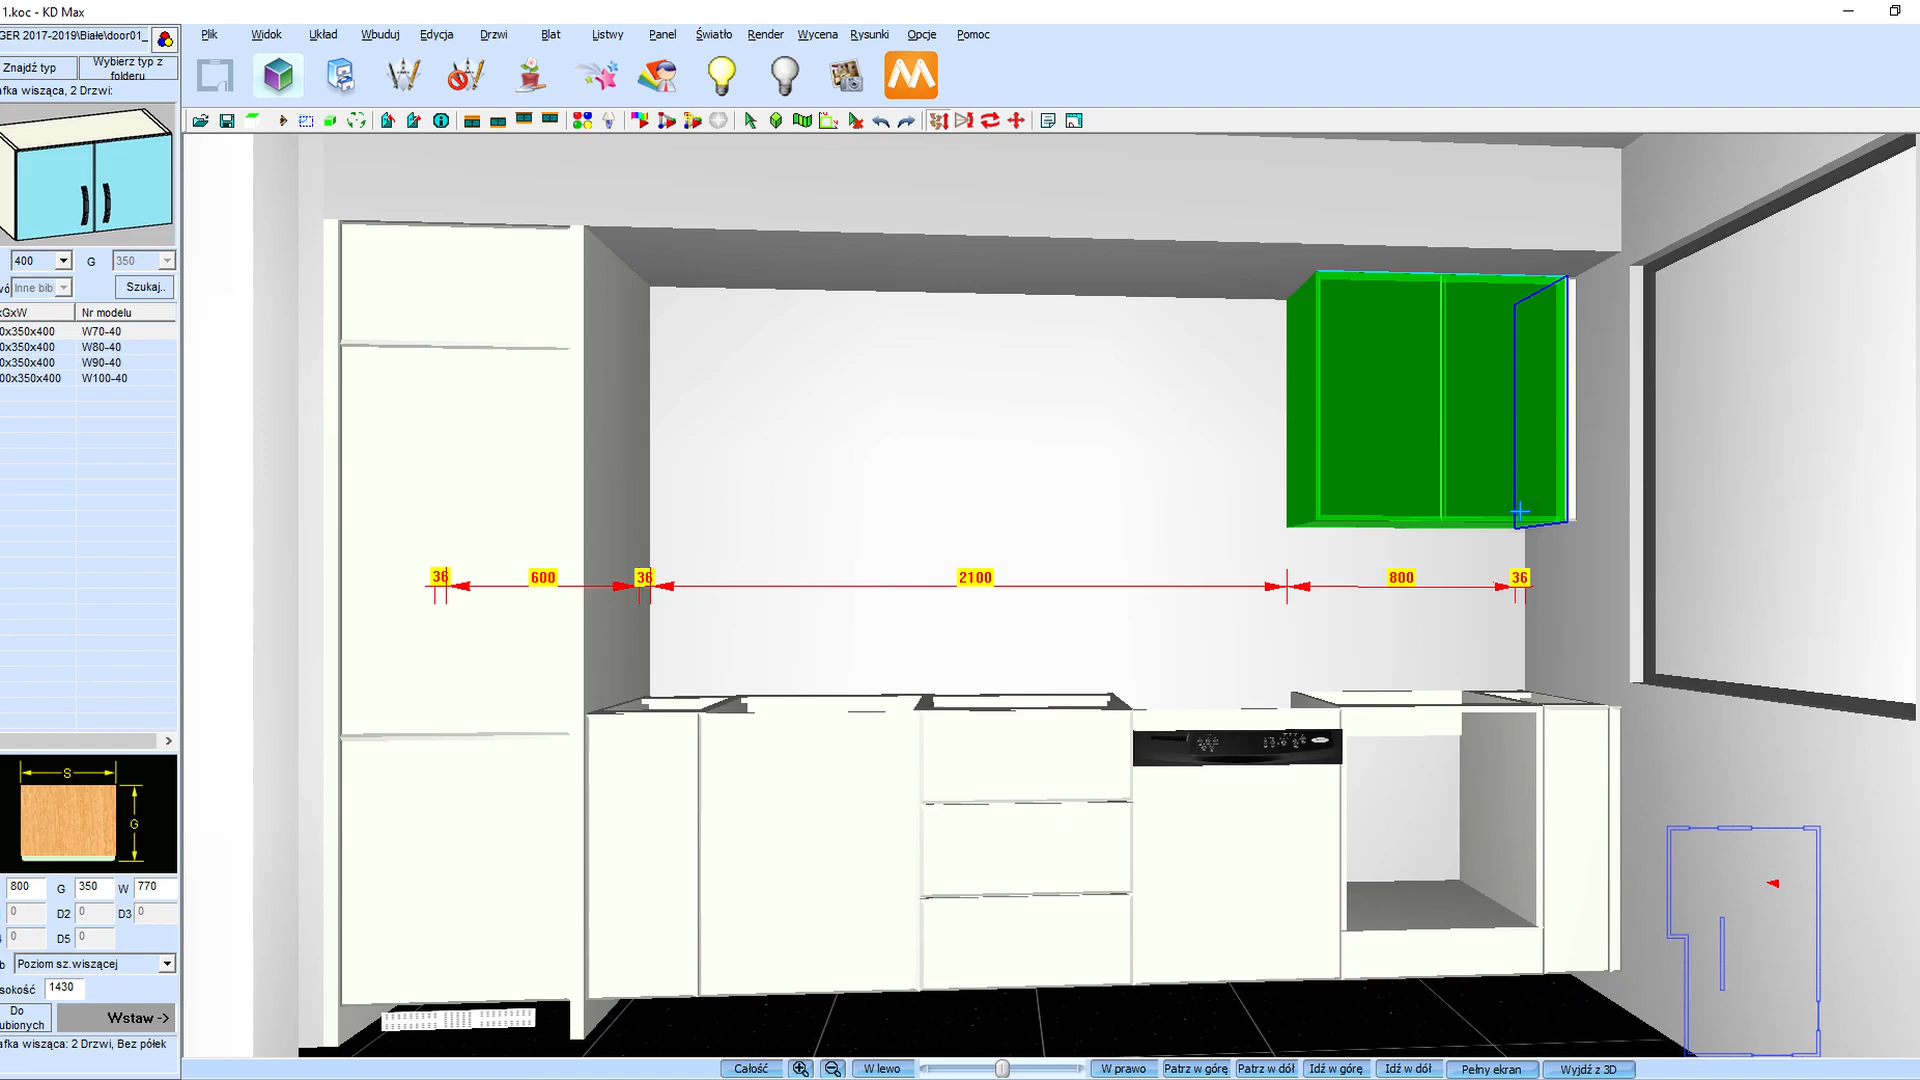 1.koc - KD Max
GER 2017-2019\Białe\door01_
Plik Widok Układ Wbuduj Edycja Drzwi Blat Listwy Panel Światło Render Wycena Rysunki Opcje Pomoc
Znajdź typ
Wybierz typ z folderu
afka wisząca, 2 Drzwi:
400 G 350
Inne bib Szukaj..
xGxW Nr modelu
0x350x400 W70-40
0x350x400 W80-40
0x350x400 W90-40
00x350x400 W100-40
36 600 36 2100 800 36
S
G
800 G 350 W 770
0 D2 0 D3 0
0 D5 0
b Poziom sz.wiszącej
sokość 1430
Do ubionych
Wstaw ->
afka wisząca: 2 Drzwi, Bez półek
Całość W lewo W prawo Patrz w górę Patrz w dół Idź w górę Idź w dół Pełny ekran Wyjdź z 3D